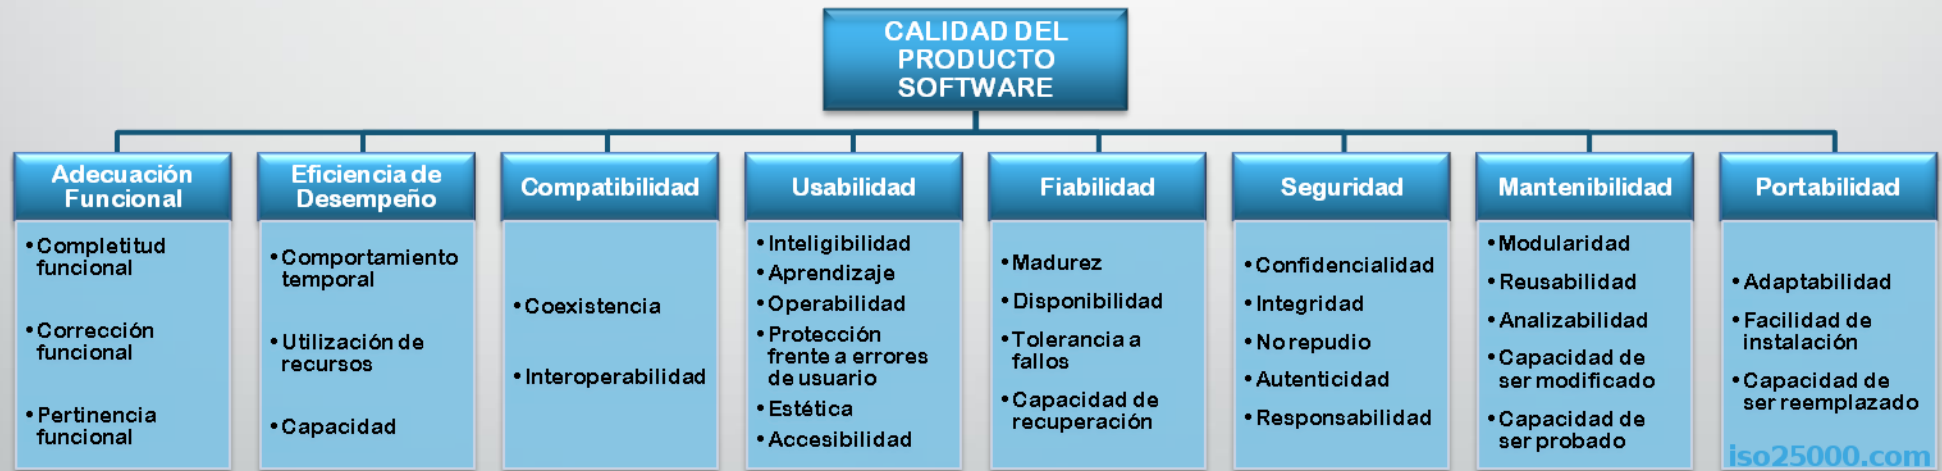 CALIDAD DEL
PRODUCTO
SOFTWARE
Adecuación
Funcional
•Completitud
funcional
•Corrección
funcional
•Pertinencia
funcional
Eficiencia de
Desempeño
•Comportamiento
temporal
•Utilización de
recursos
•Capacidad
Compatibilidad
•Coexistencia
•Interoperabilidad
Usabilidad
•Inteligibilidad
•Aprendizaje
•Operabilidad
•Protección
frente a errores
de usuario
•Estética
•Accesibilidad
Fiabilidad
•Madurez
•Disponibilidad
•Tolerancia a
fallos
•Capacidad de
recuperación
Seguridad
•Confidencialidad
•Integridad
•No repudio
•Autenticidad
•Responsabilidad
Mantenibilidad
•Modularidad
•Reusabilidad
•Analizabilidad
•Capacidad de
ser modificado
•Capacidad de
ser probado
Portabilidad
•Adaptabilidad
•Facilidad de
instalación
•Capacidad de
ser reemplazado
iso25000.com